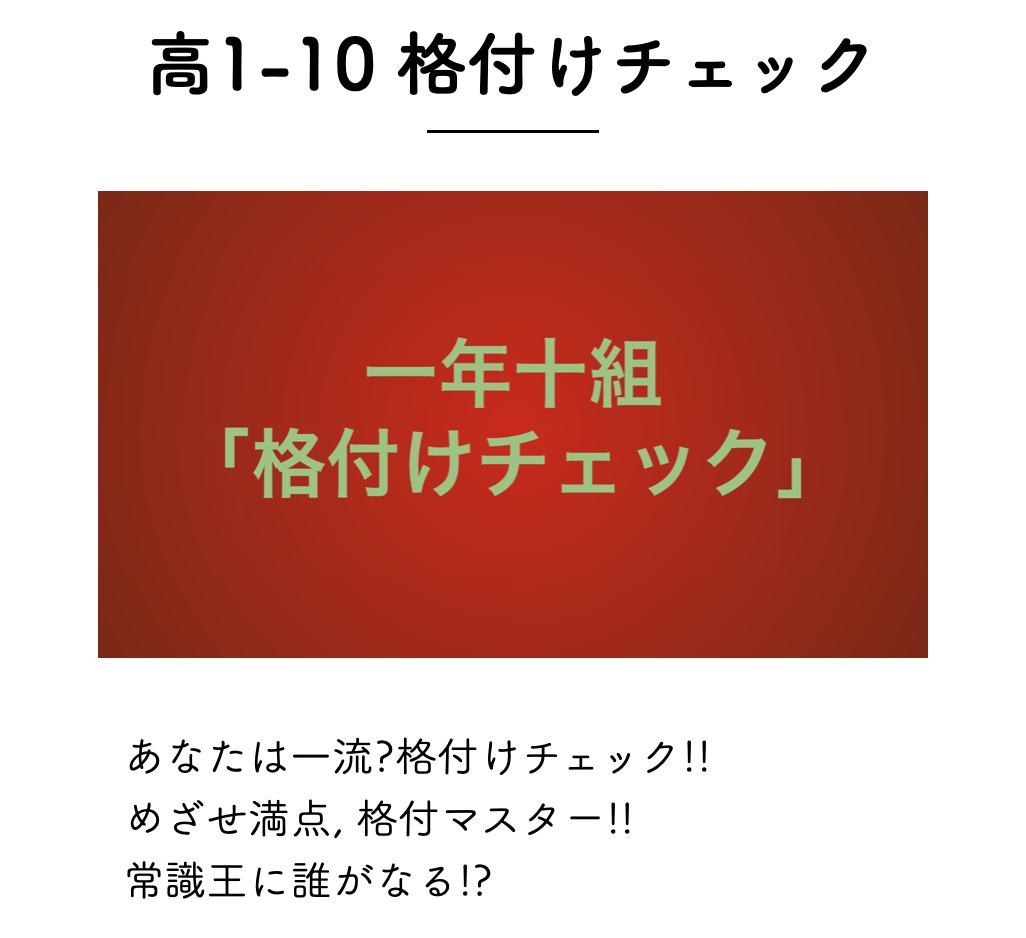 高1-10 格付けチェック
一年十組
「格付けチェック」
あなたは一流?格付けチェック!!
めざせ満点, 格付マスター!!
常識王に誰がなる!?